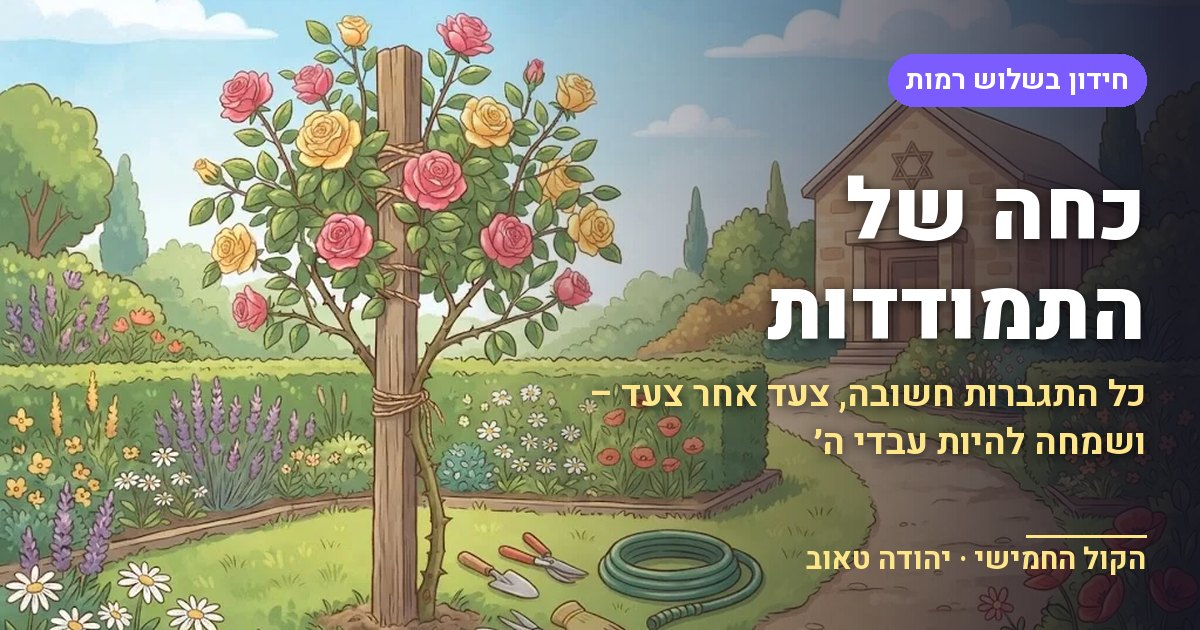 חידון בשלוש רמות
כחה של
התמודדות
כל התגברות חשובה, צעד אחר צעד –
ושמחה להיות עבדי ה׳
הקול החמישי · יהודה טאוב